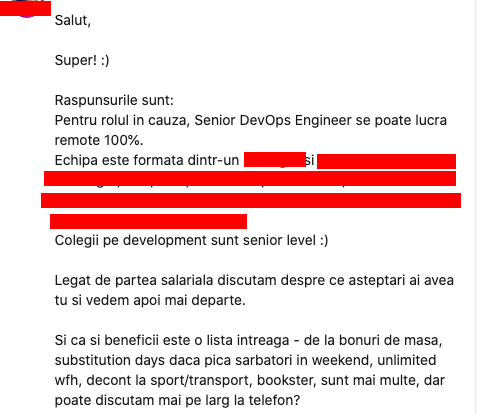 Salut,
Super! :)
Raspunsurile sunt:
Pentru rolul in cauza, Senior DevOps Engineer se poate lucra
remote 100%.
Echipa este formata dintr-un si
Colegii pe development sunt senior level :)
Legat de partea salariala discutam despre ce asteptari ai avea
tu si vedem apoi mai departe.
Si ca si beneficii este o lista intreaga - de la bonuri de masa,
substitution days daca pica sarbatori in weekend, unlimited
wfh, decont la sport/transport, bookster, sunt mai multe, dar
poate discutam mai pe larg la telefon?